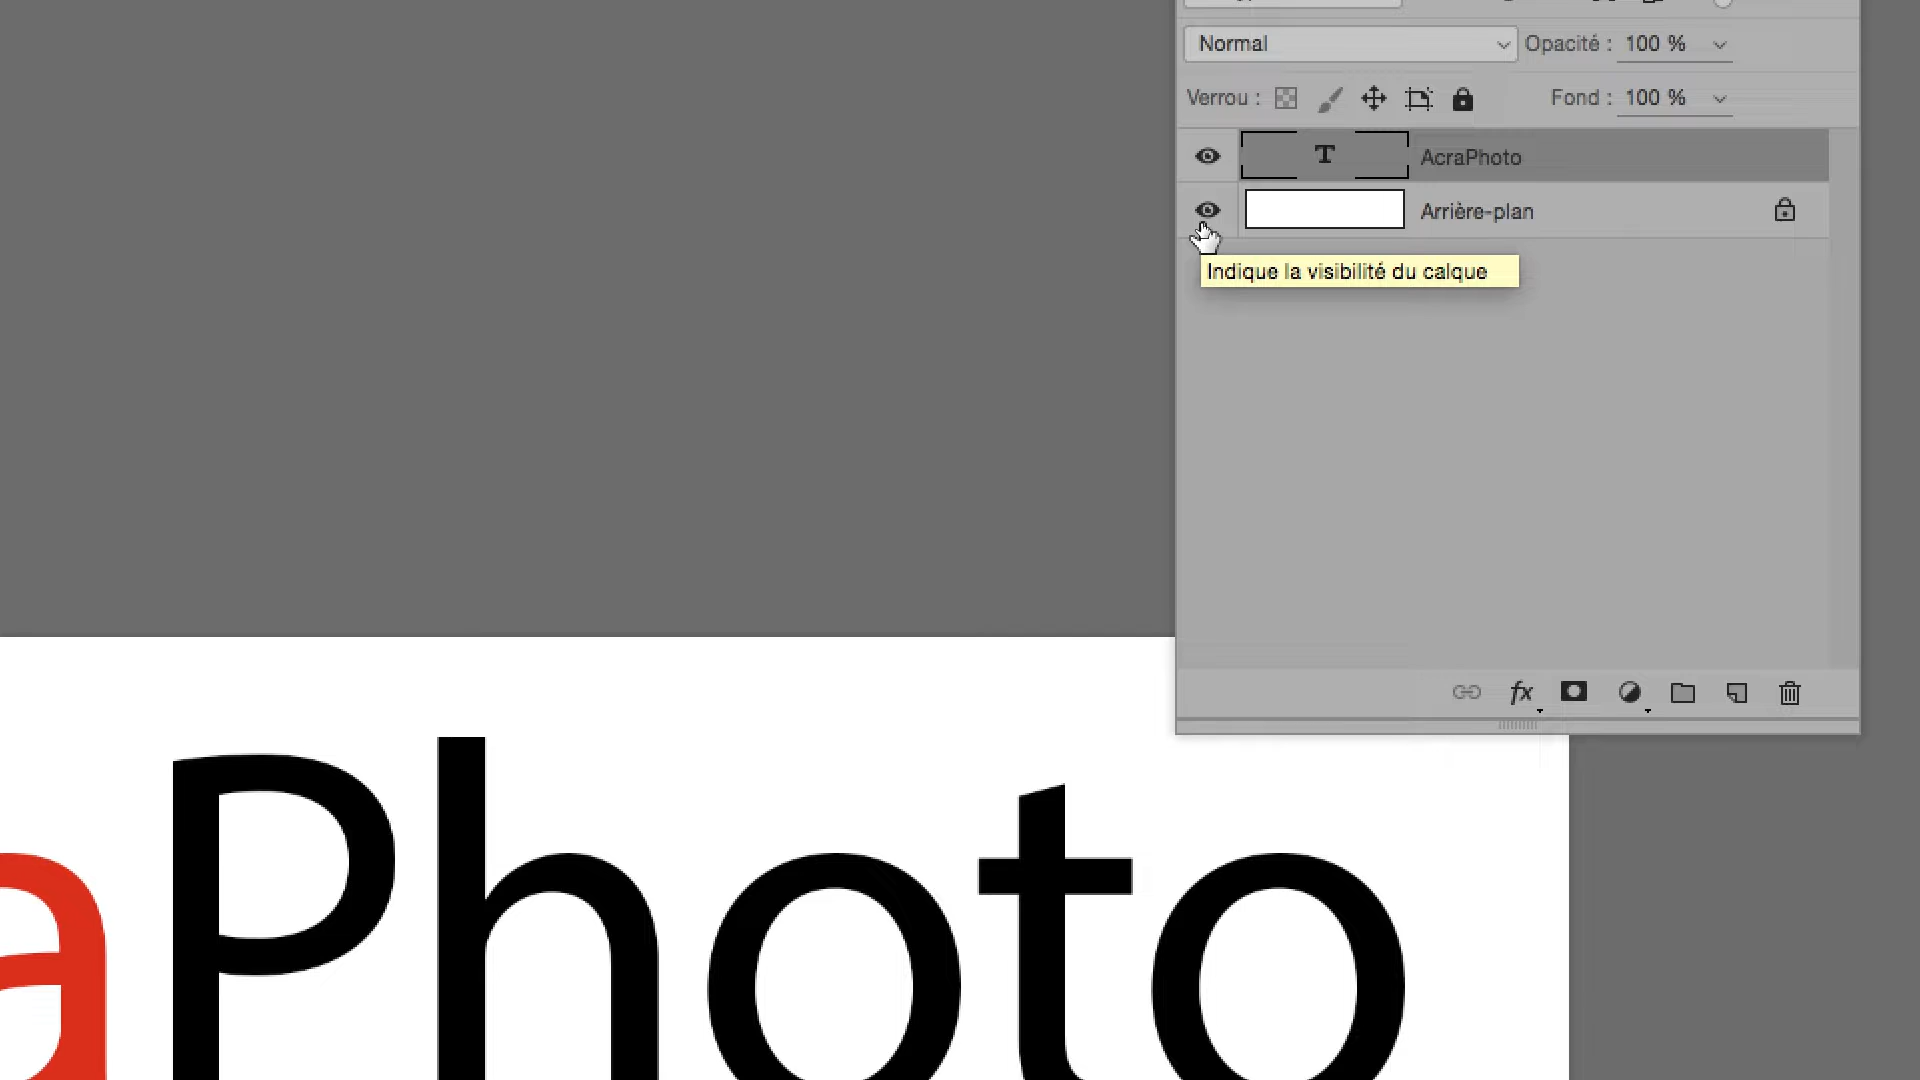 Normal Opacité : 100 %
Verrou : Fond : 100 %
T AcraPhoto
Arrière-plan
Indique la visibilité du calque
fx
aPhoto